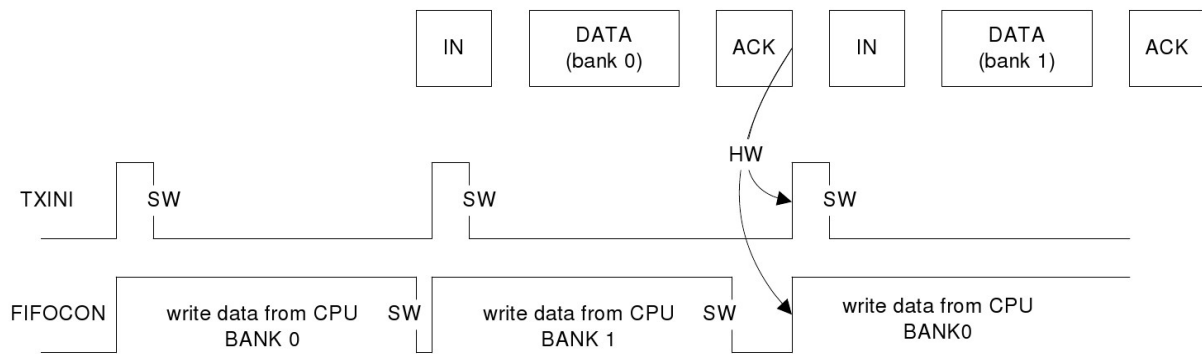 IN
DATA
(bank 0)
ACK
IN
DATA
(bank 1)
ACK
HW
TXINI
SW
SW
SW
FIFOCON
write data from CPU
BANK 0
SW
write data from CPU
BANK 1
SW
write data from CPU
BANK0